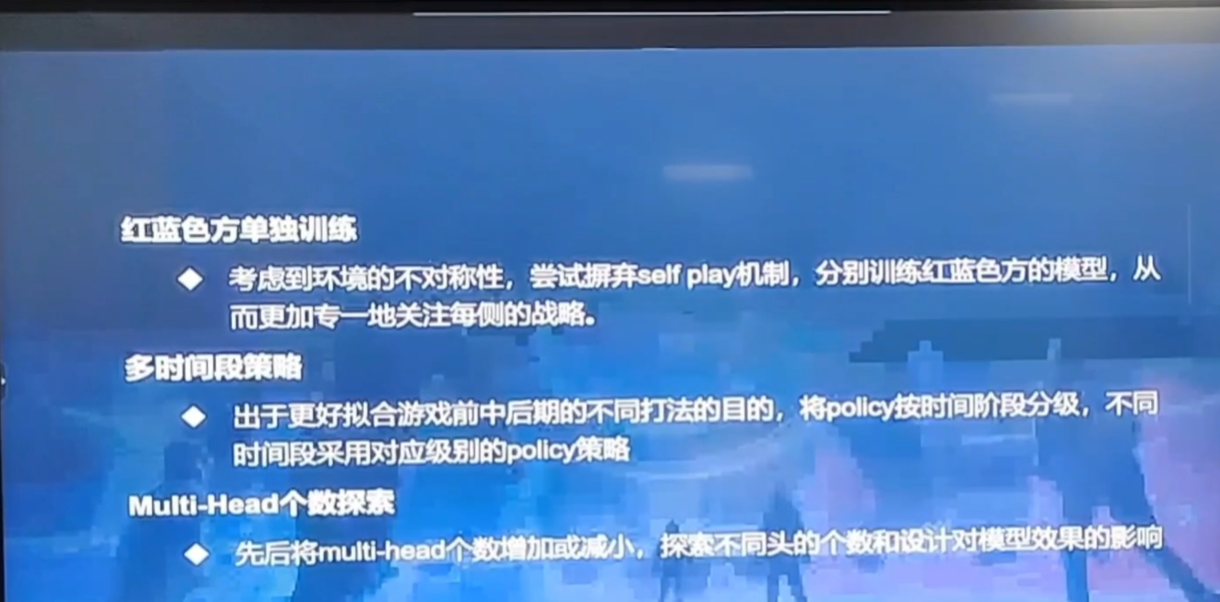 红蓝色方单独训练
◆ 考虑到环境的不对称性，尝试摒弃self play机制，分别训练红蓝色方的模型，从
而更加专一地关注每侧的战略。
多时间段策略
◆ 出于更好拟合游戏前中后期的不同打法的目的，将policy按时间阶段分级，不同
时间段采用对应级别的policy策略
Multi-Head个数探索
◆ 先后将multi-head个数增加或减小，探索不同头的个数和设计对模型效果的影响